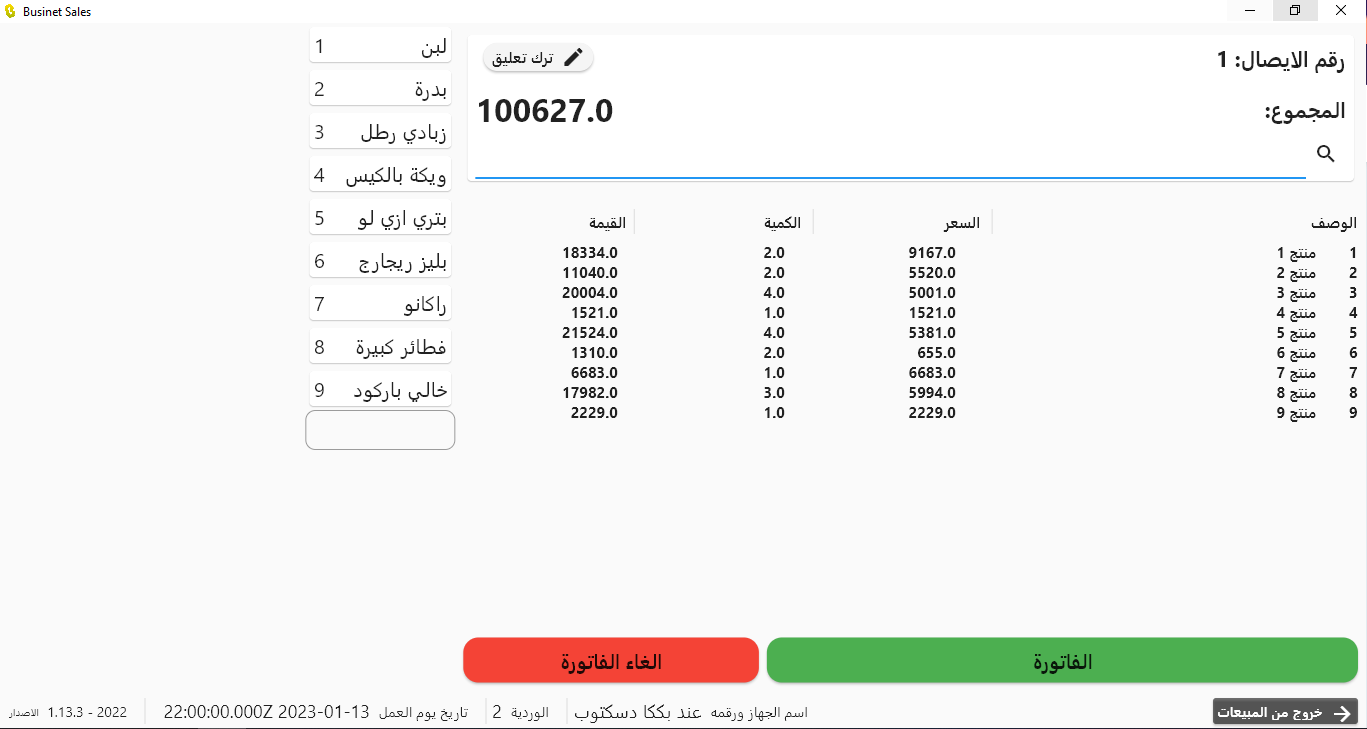 Businet Sales
رقم الايصال: 1
ترك تعليق
المجموع: 100627.0
الوصف السعر الكمية القيمة
1 منتج 1 9167.0 2.0 18334.0
2 منتج 2 5520.0 2.0 11040.0
3 منتج 3 5001.0 4.0 20004.0
4 منتج 4 1521.0 1.0 1521.0
5 منتج 5 5381.0 4.0 21524.0
6 منتج 6 655.0 2.0 1310.0
7 منتج 7 6683.0 1.0 6683.0
8 منتج 8 5994.0 3.0 17982.0
9 منتج 9 2229.0 1.0 2229.0
لبن 1
بدرة 2
زبادي رطل 3
ويكة بالكيس 4
بتري ازي لو 5
بليز ريجارج 6
راكانو 7
فطائر كبيرة 8
خالي باركود 9
الفاتورة
الغاء الفاتورة
خروج من المبيعات
اسم الجهاز ورقمه عند بككا دسكتوب
الوردية 2
تاريخ يوم العمل 22:00:00.000Z 2023-01-13
الاصدار 1.13.3 - 2022